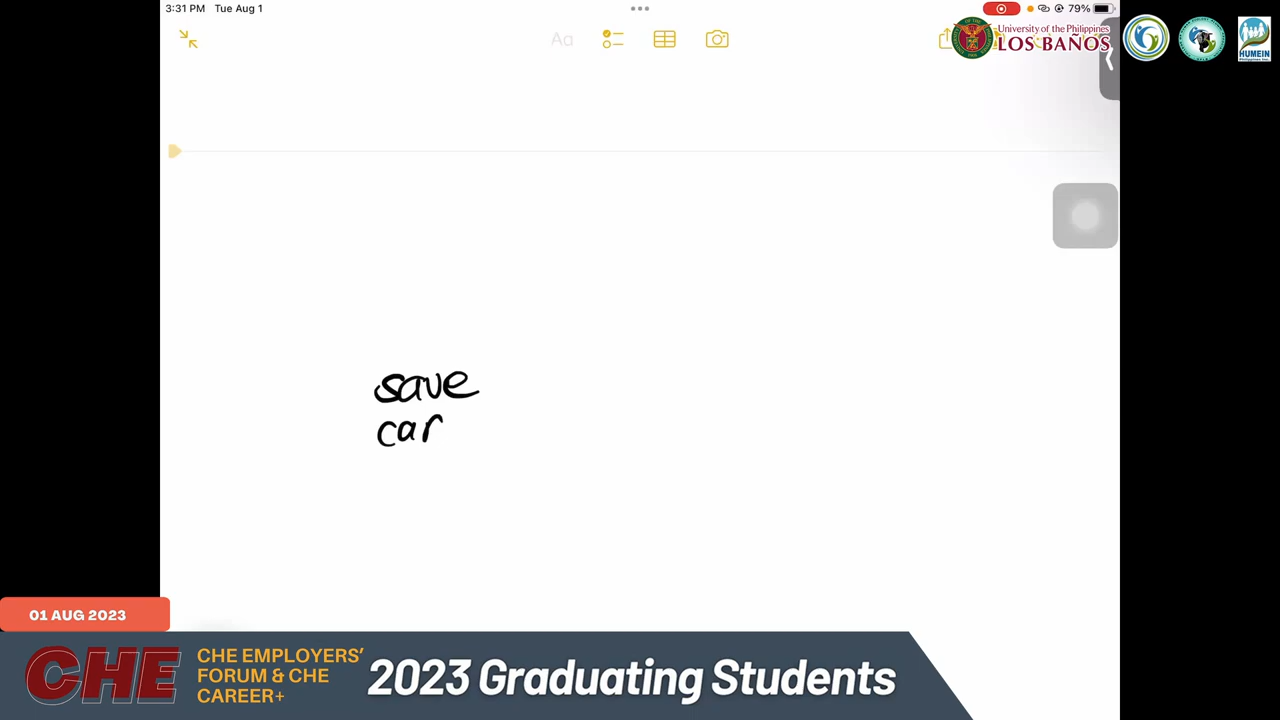 3:31 PM Tue Aug 1
79%
Aa
University of the Philippines
LOS BAÑOS
HUMEIN
save
car
01 AUG 2023
CHE
CHE EMPLOYERS’
FORUM & CHE
CAREER+
2023 Graduating Students